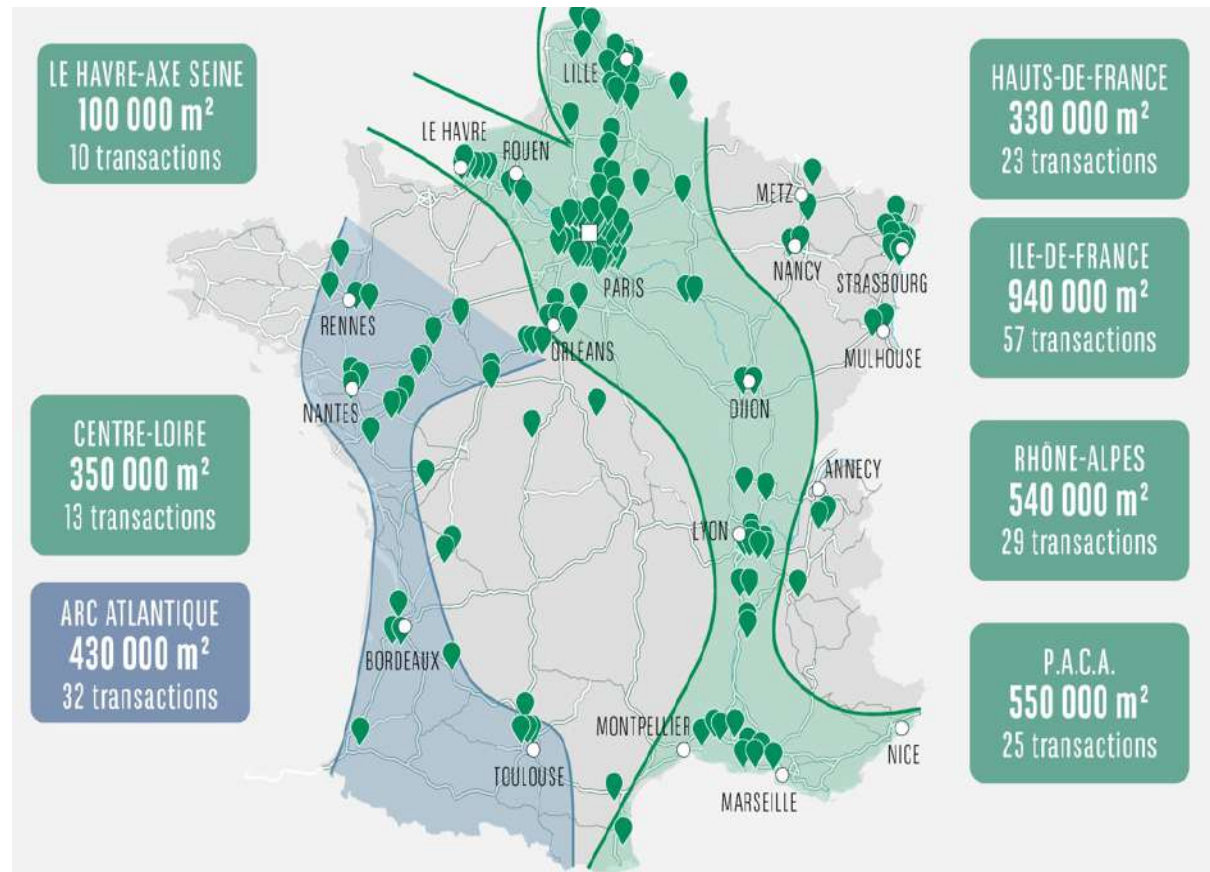 LE HAVRE-AXE SEINE
100 000 m²
10 transactions
CENTRE-LOIRE
350 000 m²
13 transactions
ARC ATLANTIQUE
430 000 m²
32 transactions
LILLE
LE HAVRE
ROUEN
METZ
PARIS
NANCY
STRASBOURG
RENNES
ORLÉANS
MULHOUSE
NANTES
DIJON
ANNECY
LYON
BORDEAUX
MONTPELLIER
TOULOUSE
NICE
MARSEILLE
HAUTS-DE-FRANCE
330 000 m²
23 transactions
ILE-DE-FRANCE
940 000 m²
57 transactions
RHÔNE-ALPES
540 000 m²
29 transactions
P.A.C.A.
550 000 m²
25 transactions